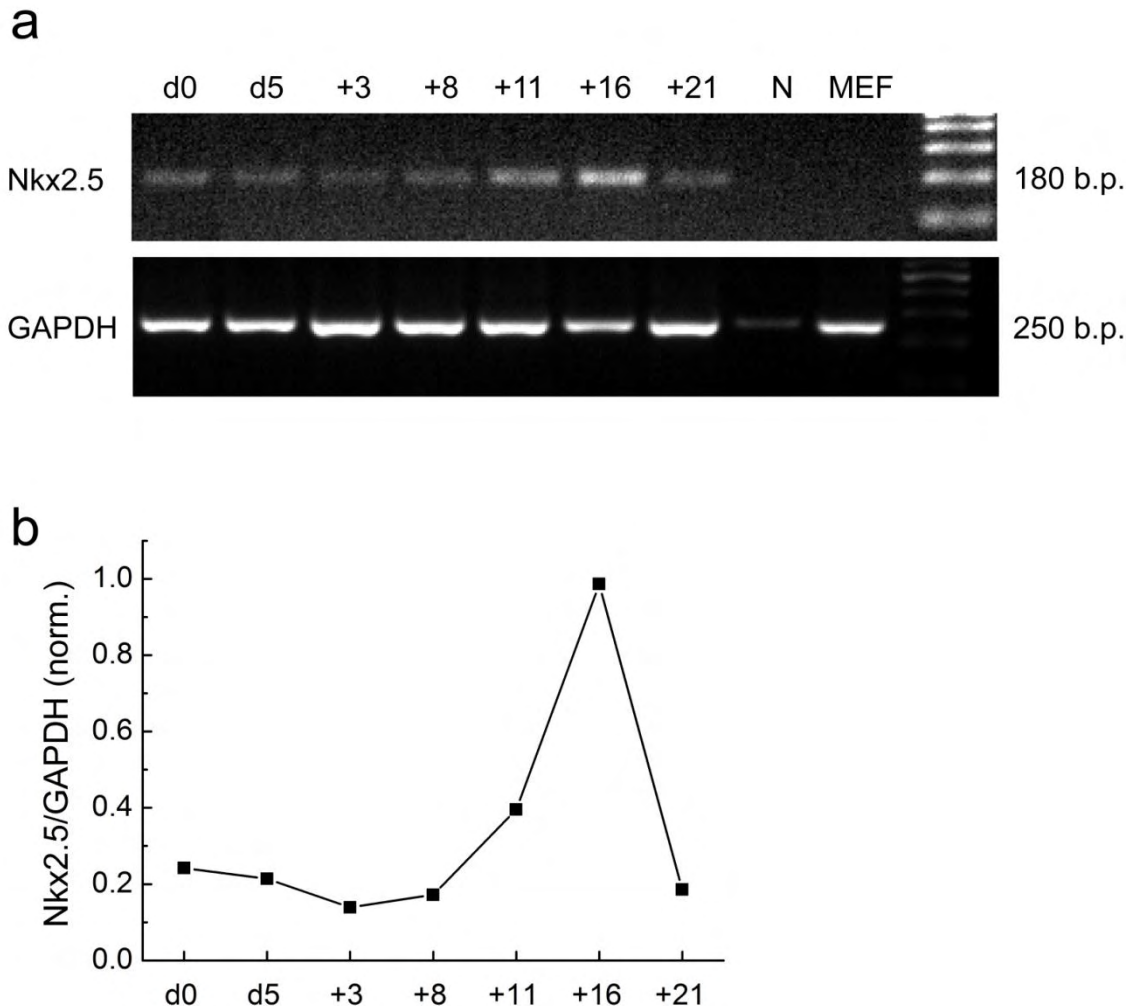 a
d0 d5 +3 +8 +11 +16 +21 N MEF
Nkx2.5 180 b.p.
GAPDH 250 b.p.
b
Nkx2.5/GAPDH (norm.)
1.0
0.8
0.6
0.4
0.2
0.0
d0 d5 +3 +8 +11 +16 +21